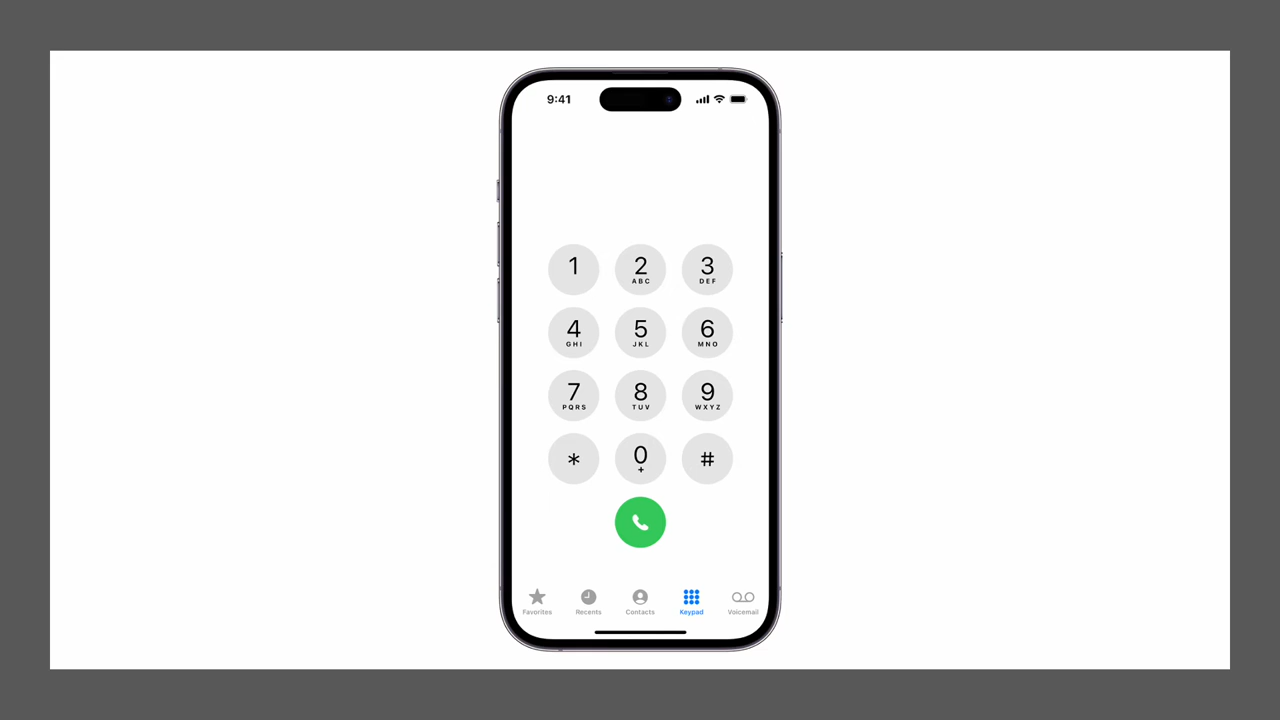 9:41
1 2 3
ABC DEF
4 5 6
GHI JKL MNO
7 8 9
PQRS TUV WXYZ
* 0 #
+
Favorites Recents Contacts Keypad Voicemail